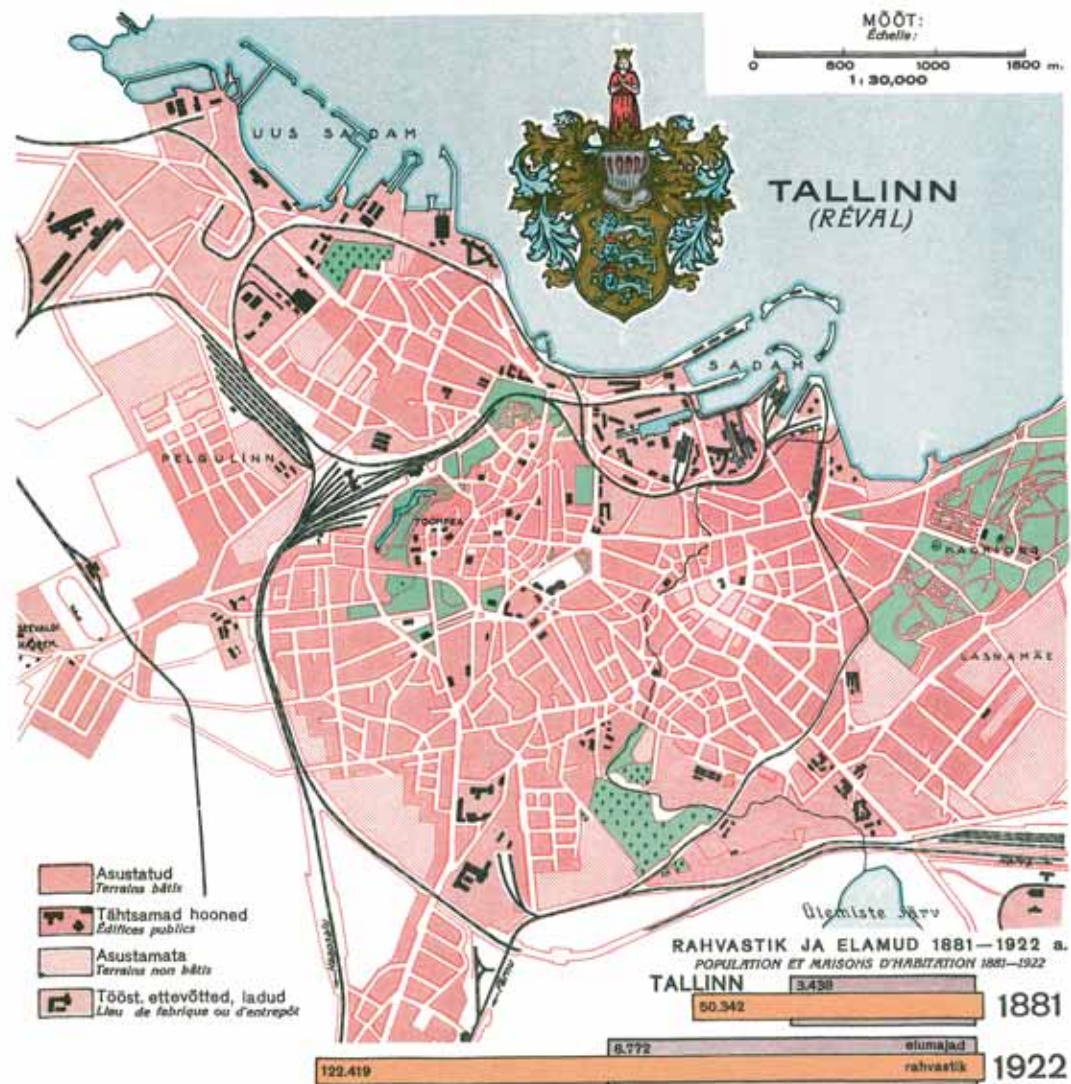 MÕÕT:
Échelle:
0 500 1000 1500 m.
1:30,000
UUS SADAM
TALLINN
(RÉVAL)
SADAM
PELGULINN
TOOMPEA
KADRIORG
SEEVALDI
LASNAMÄE
Ülemiste Järv
Asustatud
Terrains bâtis
Tähtsamad hooned
Édifices publics
Asustamata
Terrains non bâtis
Tööst. ettevõtted, ladud
Lieu de fabrique ou d'entrepôt
RAHVASTIK JA ELAMUD 1881—1922 a.
POPULATION ET MAISONS D'HABITATION 1881—1922
TALLINN
3.438
50.342
1881
6.772 elumajad
122.419 rahvastik
1922